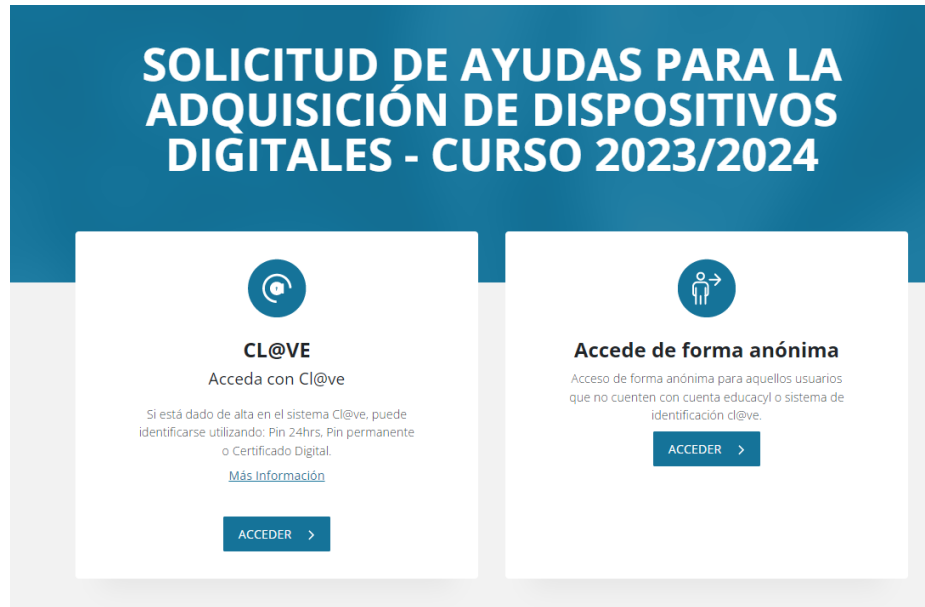 SOLICITUD DE AYUDAS PARA LA
ADQUISICIÓN DE DISPOSITIVOS
DIGITALES - CURSO 2023/2024
CL@VE
Acceda con Cl@ve
Si está dado de alta en el sistema Cl@ve, puede
identificarse utilizando: Pin 24hrs, Pin permanente
o Certificado Digital.
Más Información
ACCEDER
Accede de forma anónima
Acceso de forma anónima para aquellos usuarios
que no cuenten con cuenta educacyl o sistema de
identificación cl@ve.
ACCEDER